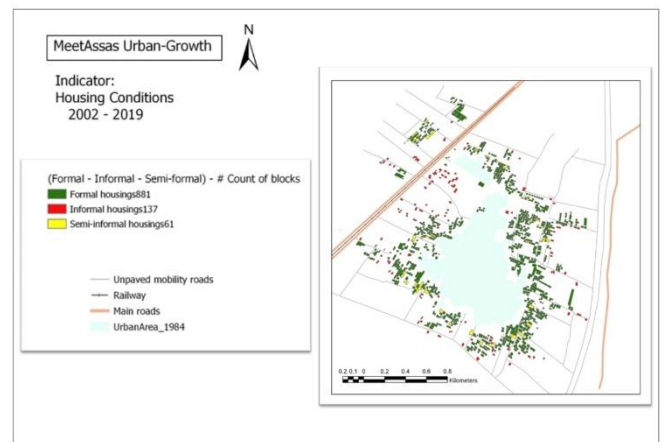 MeetAssas Urban-Growth
N
Indicator:
Housing Conditions
2002 - 2019
(Formal - Informal - Semi-formal) - # Count of blocks
Formal housings881
Informal housings137
Semi-informal housings61
Unpaved mobility roads
Railway
Main roads
UrbanArea_1984
0.2 0.1 0 0.2 0.4 0.6 0.8
Kilometers